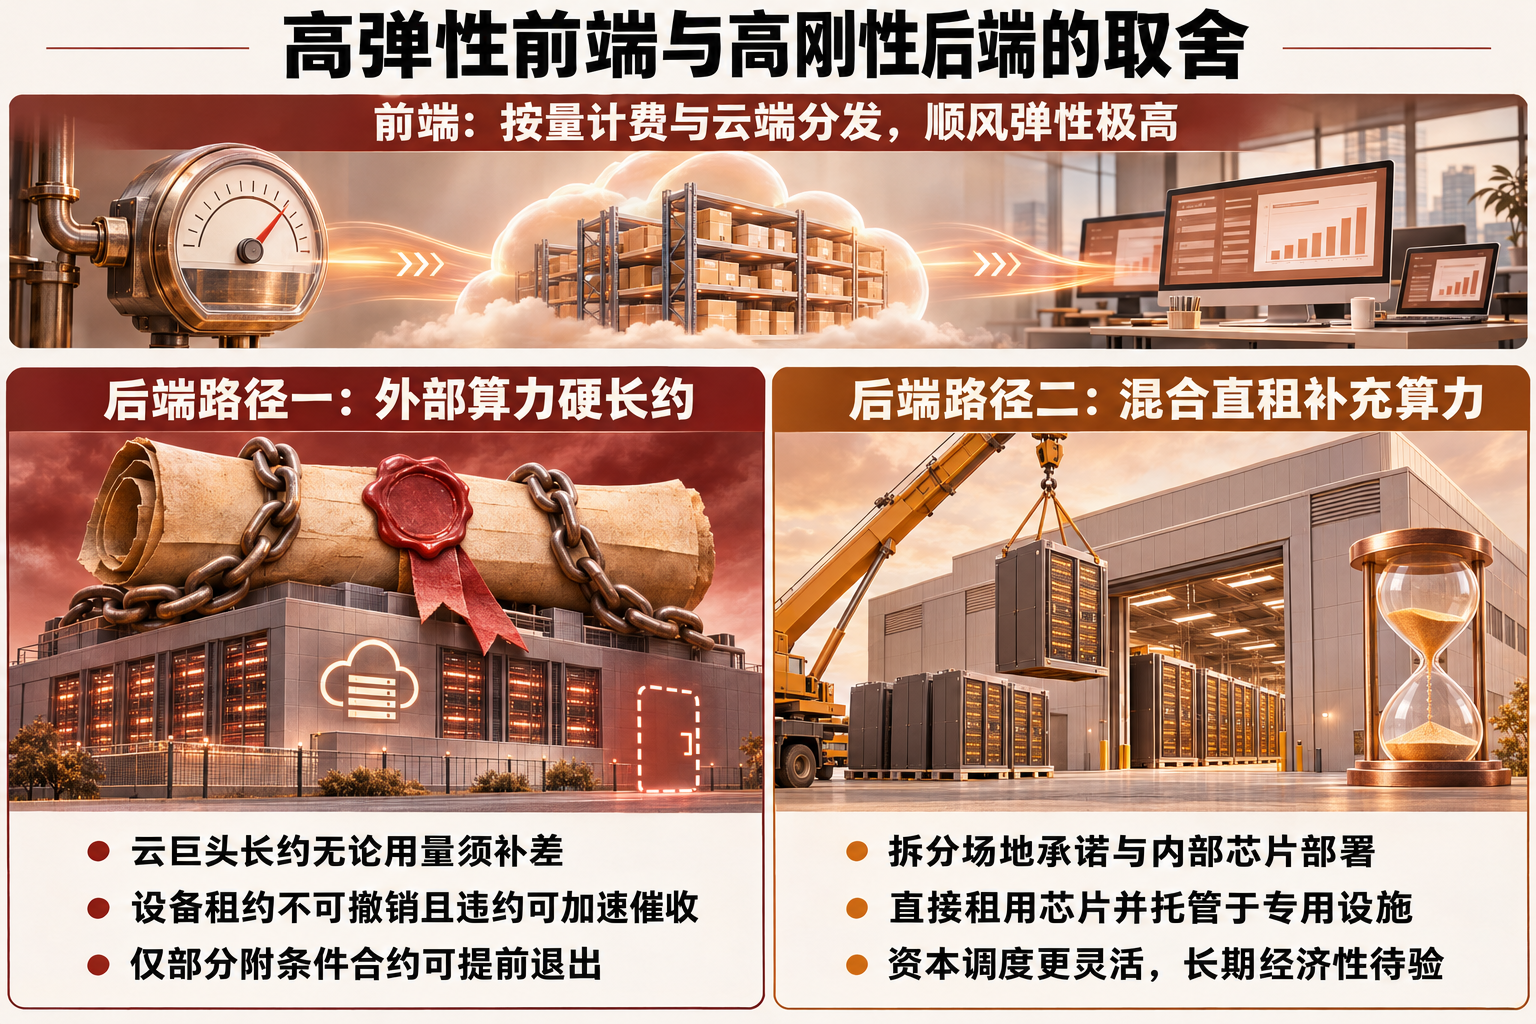 高弹性前端与高刚性后端的取舍
前端：按量计费与云端分发，顺风弹性极高
后端路径一：外部算力硬长约
云巨头长约无论用量须补差
设备租约不可撤销且违约可加速催收
仅部分附条件合约可提前退出
后端路径二：混合直租补充算力
拆分场地承诺与内部芯片部署
直接租用芯片并托管于专用设施
资本调度更灵活，长期经济性待验